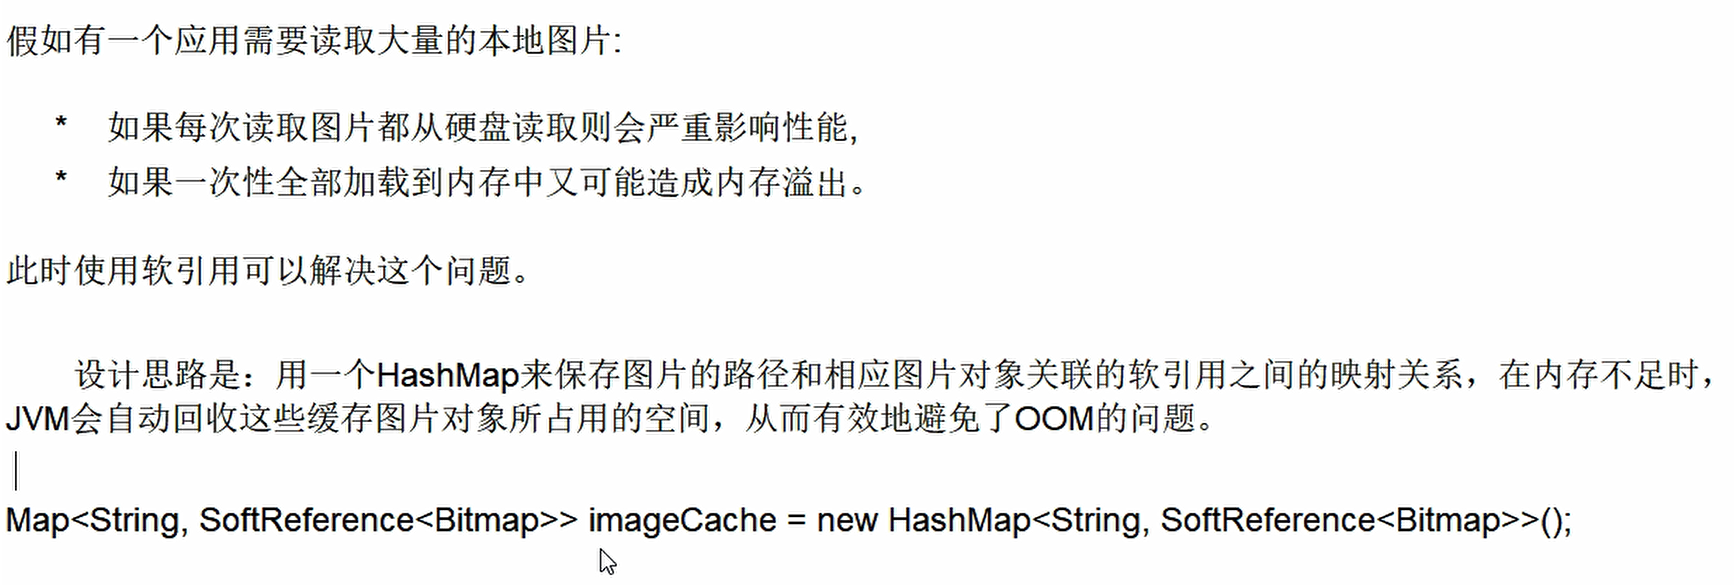 假如有一个应用需要读取大量的本地图片:
* 如果每次读取图片都从硬盘读取则会严重影响性能,
* 如果一次性全部加载到内存中又可能造成内存溢出。
此时使用软引用可以解决这个问题。
设计思路是：用一个HashMap来保存图片的路径和相应图片对象关联的软引用之间的映射关系，在内存不足时，
JVM会自动回收这些缓存图片对象所占用的空间，从而有效地避免了OOM的问题。
Map<String, SoftReference<Bitmap>> imageCache = new HashMap<String, SoftReference<Bitmap>>();